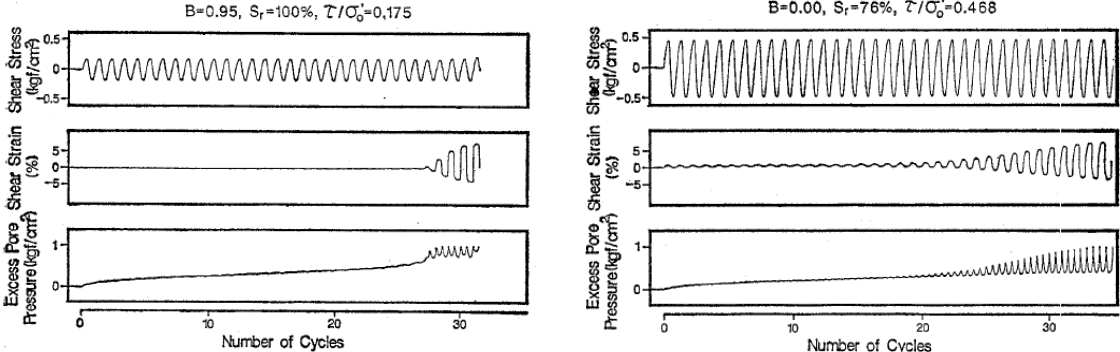 B=0.95, Sr=100%, τ/σ₀'=0.175
Shear Stress
(kgf/cm²)
0.5
0
-0.5
Shear Strain
(%)
5
0
-5
Excess Pore
Pressure(kgf/cm²)
1
0
0
10
20
30
Number of Cycles
B=0.00, Sr=76%, τ/σ₀'=0.468
Shear Stress
(kgf/cm²)
0.5
0
-0.5
Shear Strain
(%)
5
0
-5
Excess Pore
Pressure(kgf/cm²)
1
0
0
10
20
30
Number of Cycles